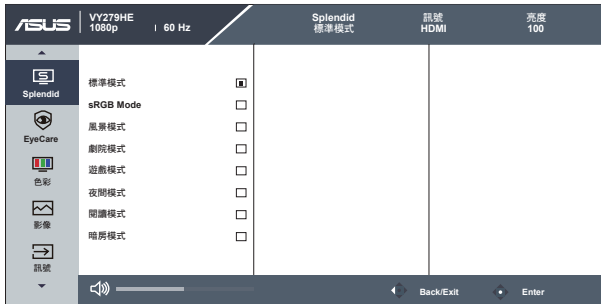 ASUS
VY279HE
1080p 60 Hz
Splendid
標準模式
訊號
HDMI
亮度
100
Splendid
EyeCare
色彩
影像
訊號
標準模式
sRGB Mode
風景模式
劇院模式
遊戲模式
夜間模式
閱讀模式
暗房模式
Back/Exit
Enter